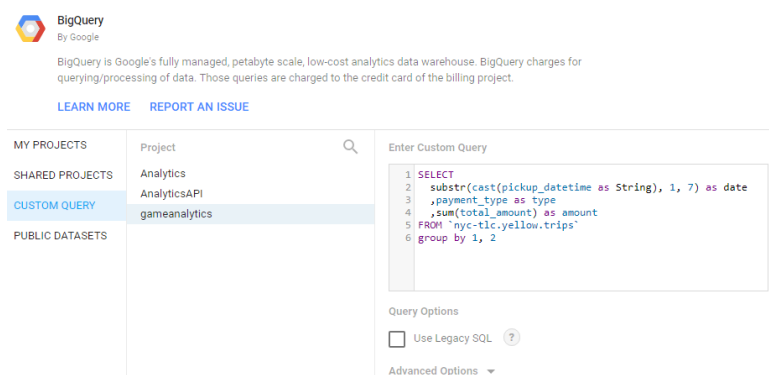 BigQuery
By Google
BigQuery is Google's fully managed, petabyte scale, low-cost analytics data warehouse. BigQuery charges for
querying/processing of data. Those queries are charged to the credit card of the billing project.
LEARN MORE REPORT AN ISSUE
MY PROJECTS
SHARED PROJECTS
CUSTOM QUERY
PUBLIC DATASETS
Project
Analytics
AnalyticsAPI
gameanalytics
Enter Custom Query
1 SELECT
2 substr(cast(pickup_datetime as String), 1, 7) as date
3 ,payment_type as type
4 ,sum(total_amount) as amount
5 FROM `nyc-tlc.yellow.trips`
6 group by 1, 2
Query Options
Use Legacy SQL ?
Advanced Options